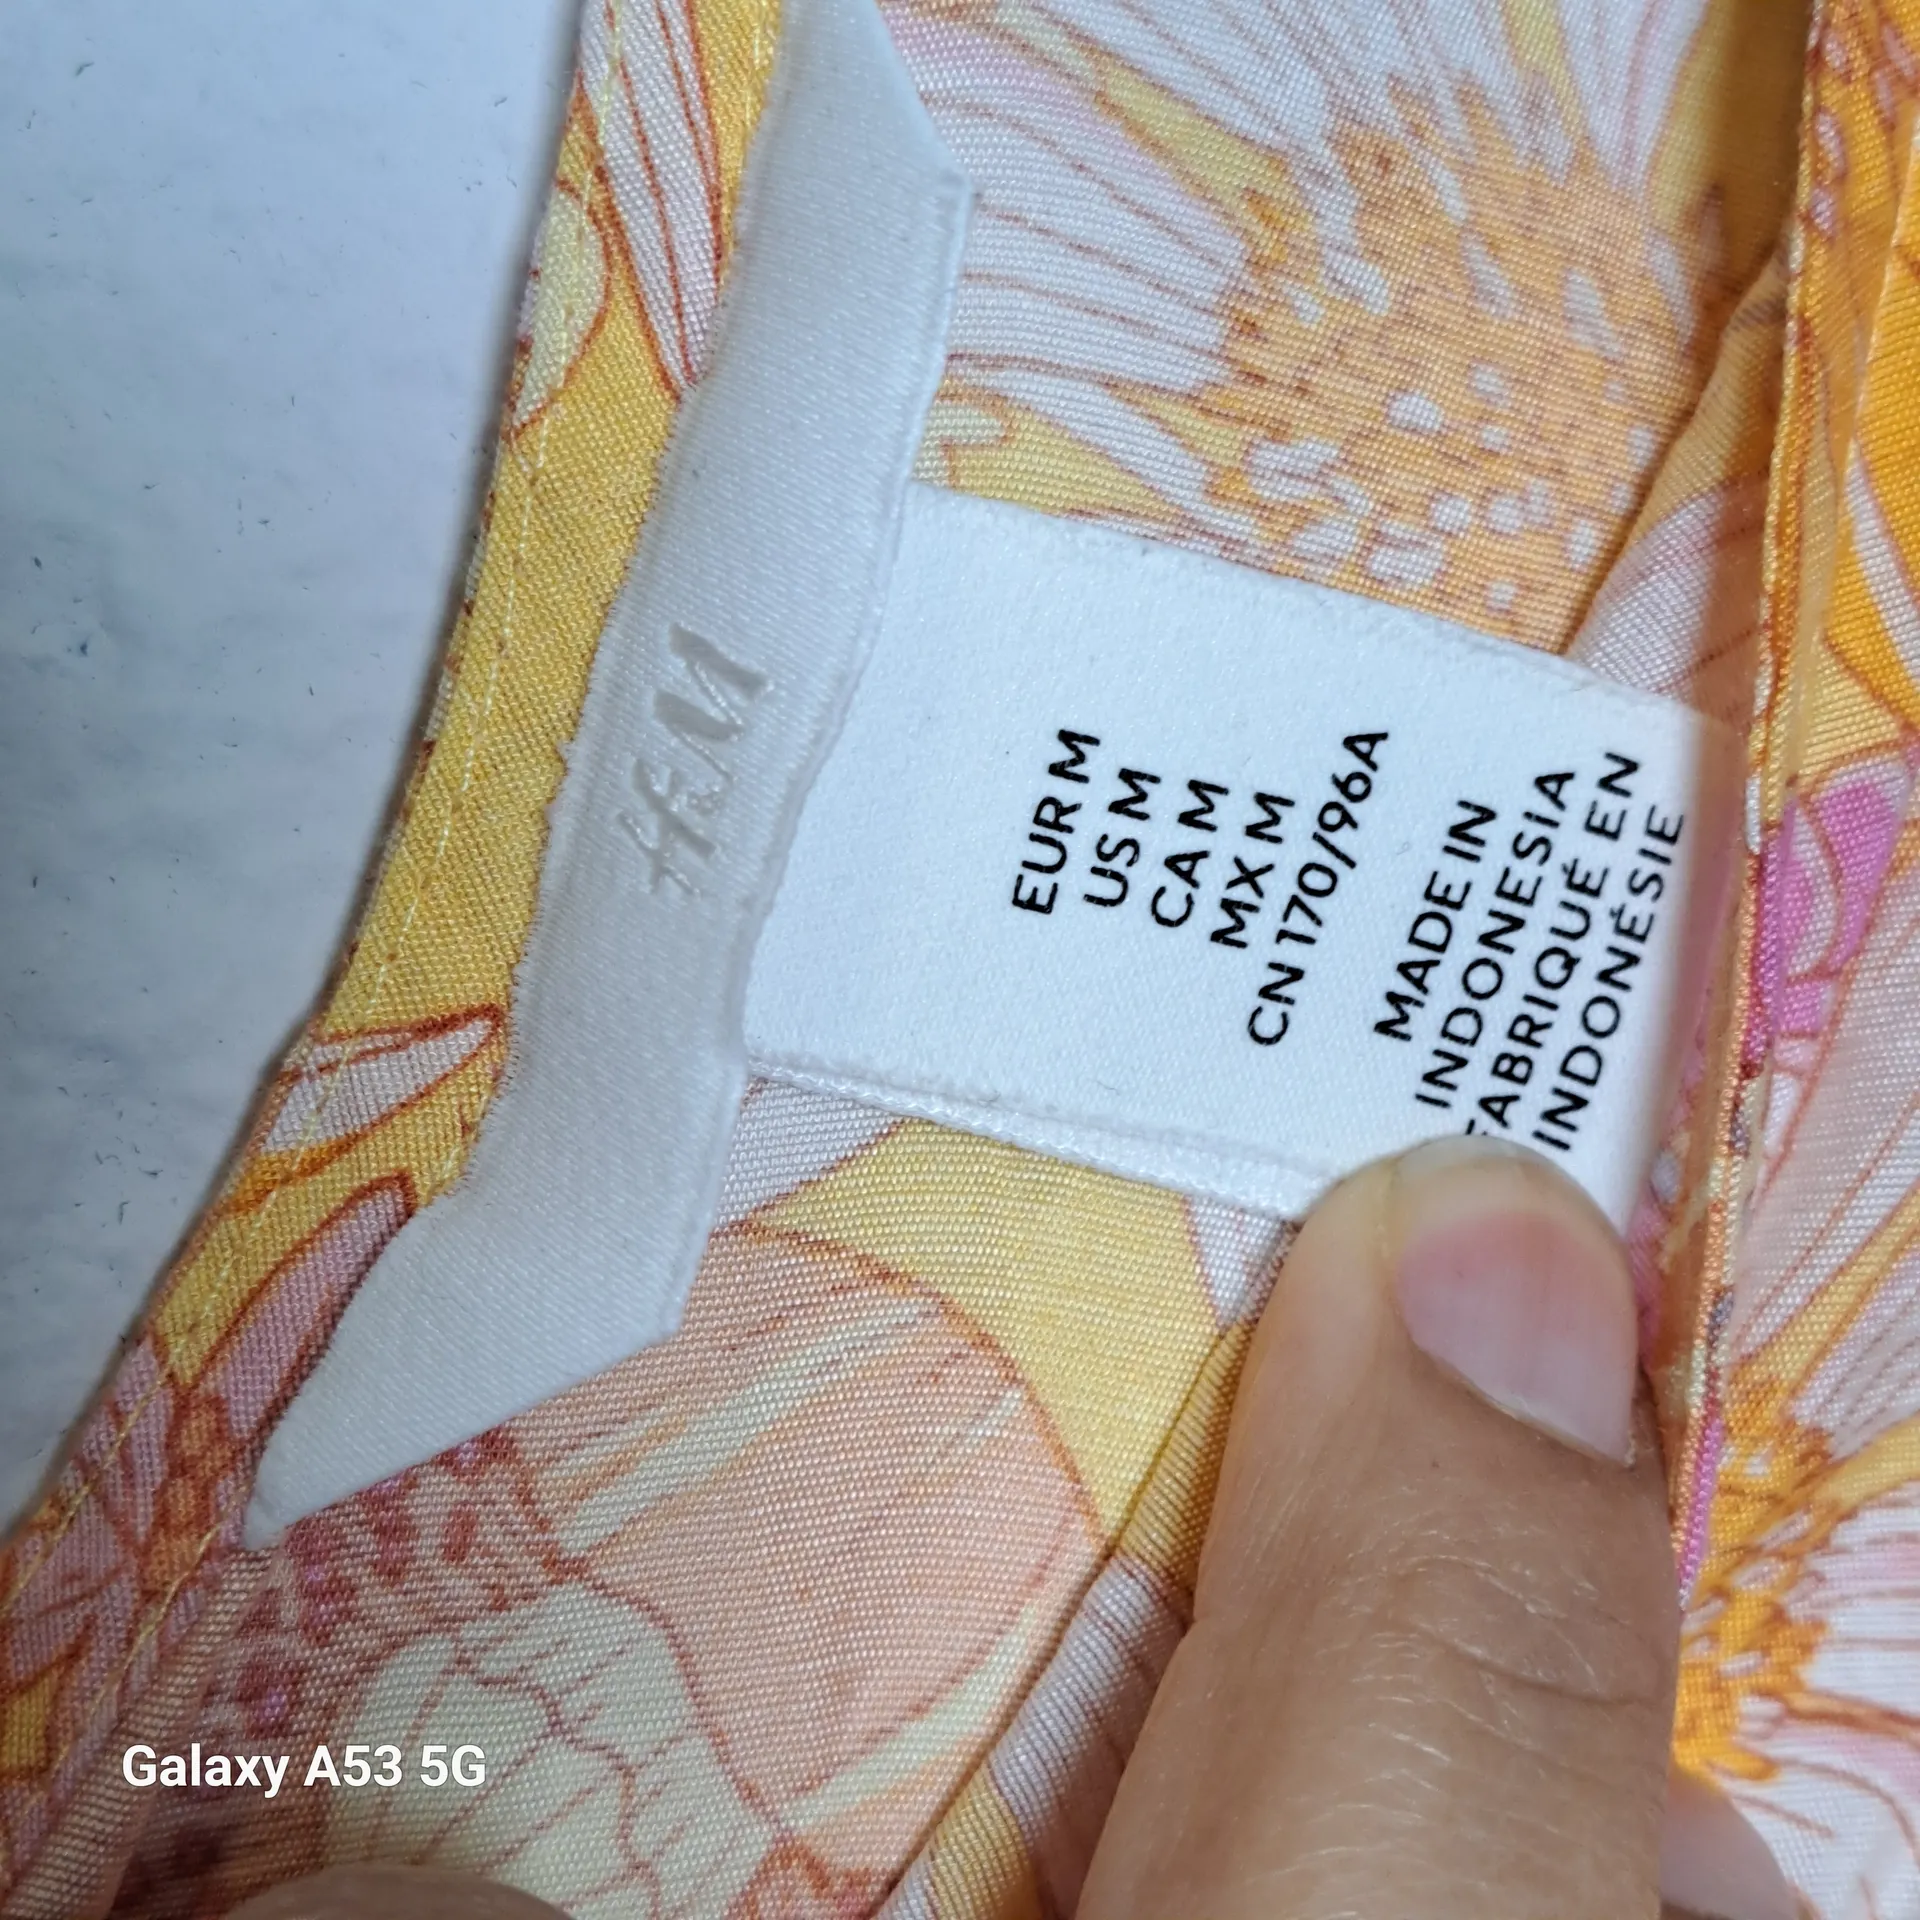 H&M
EUR M
US M
CA M
MX M
CN 170/96A
MADE IN
INDONESIA
FABRIQUÉ EN
INDONÉSIE
Galaxy A53 5G